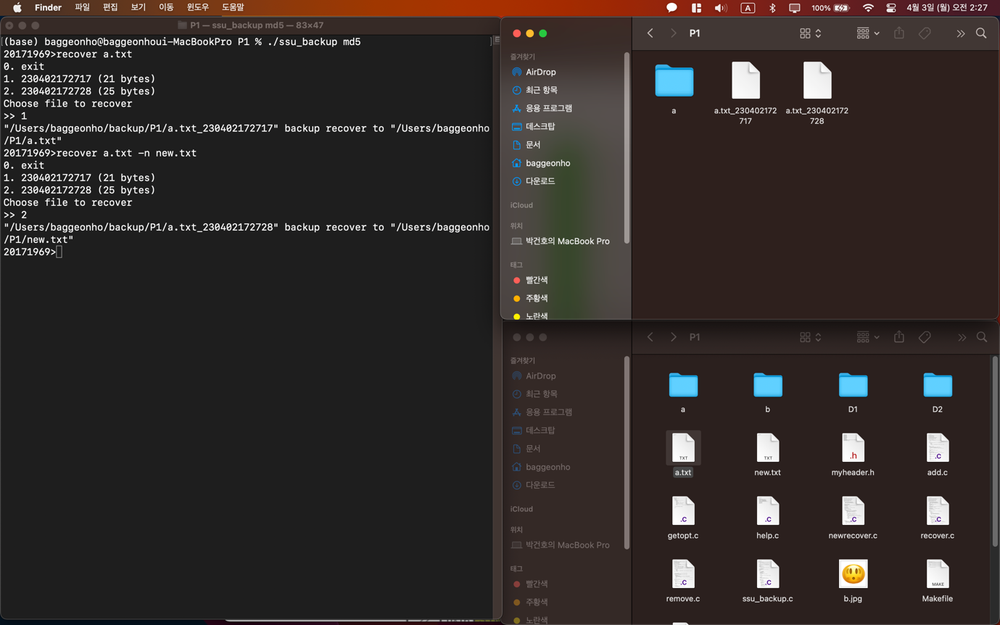 Finder 파일 편집 보기 이동 윈도우 도움말 A 100% 4월 3일 (월) 오전 2:27
P1 — ssu_backup md5 — 83×47
(base) baggeonho@baggeonhoui-MacBookPro P1 % ./ssu_backup md5
20171969>recover a.txt
0. exit
1. 230402172717 (21 bytes)
2. 230402172728 (25 bytes)
Choose file to recover
>> 1
"/Users/baggeonho/backup/P1/a.txt_230402172717" backup recover to "/Users/baggeonho
/P1/a.txt"
20171969>recover a.txt -n new.txt
0. exit
1. 230402172717 (21 bytes)
2. 230402172728 (25 bytes)
Choose file to recover
>> 2
"/Users/baggeonho/backup/P1/a.txt_230402172728" backup recover to "/Users/baggeonho
/P1/new.txt"
20171969>
P1
즐겨찾기
AirDrop
최근 항목
응용 프로그램
데스크탑
문서
baggeonho
다운로드
iCloud
위치
박건호의 MacBook Pro
태그
빨간색
주황색
노란색
a
a.txt_230402172
717
a.txt_230402172
728
P1
즐겨찾기
AirDrop
최근 항목
응용 프로그램
데스크탑
문서
baggeonho
다운로드
iCloud
위치
박건호의 MacBook Pro
태그
빨간색
주황색
노란색
a b D1 D2
TXT TXT .h .c
a.txt new.txt myheader.h add.c
.c .c .c .c
getopt.c help.c newrecover.c recover.c
.c .c MAKE
remove.c ssu_backup.c b.jpg Makefile